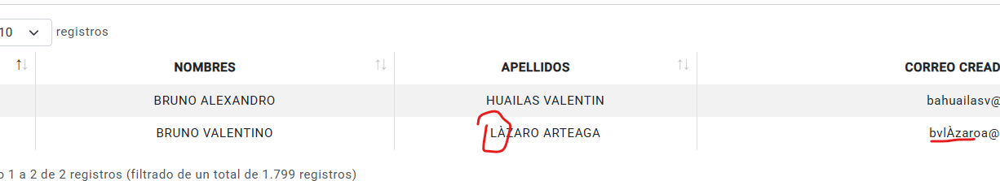 10 registros
NOMBRES APELLIDOS CORREO CREAD
BRUNO ALEXANDRO HUAILAS VALENTIN bahuailasv@
BRUNO VALENTINO LÀZARO ARTEAGA bvlÀzaroa@
o 1 a 2 de 2 registros (filtrado de un total de 1.799 registros)